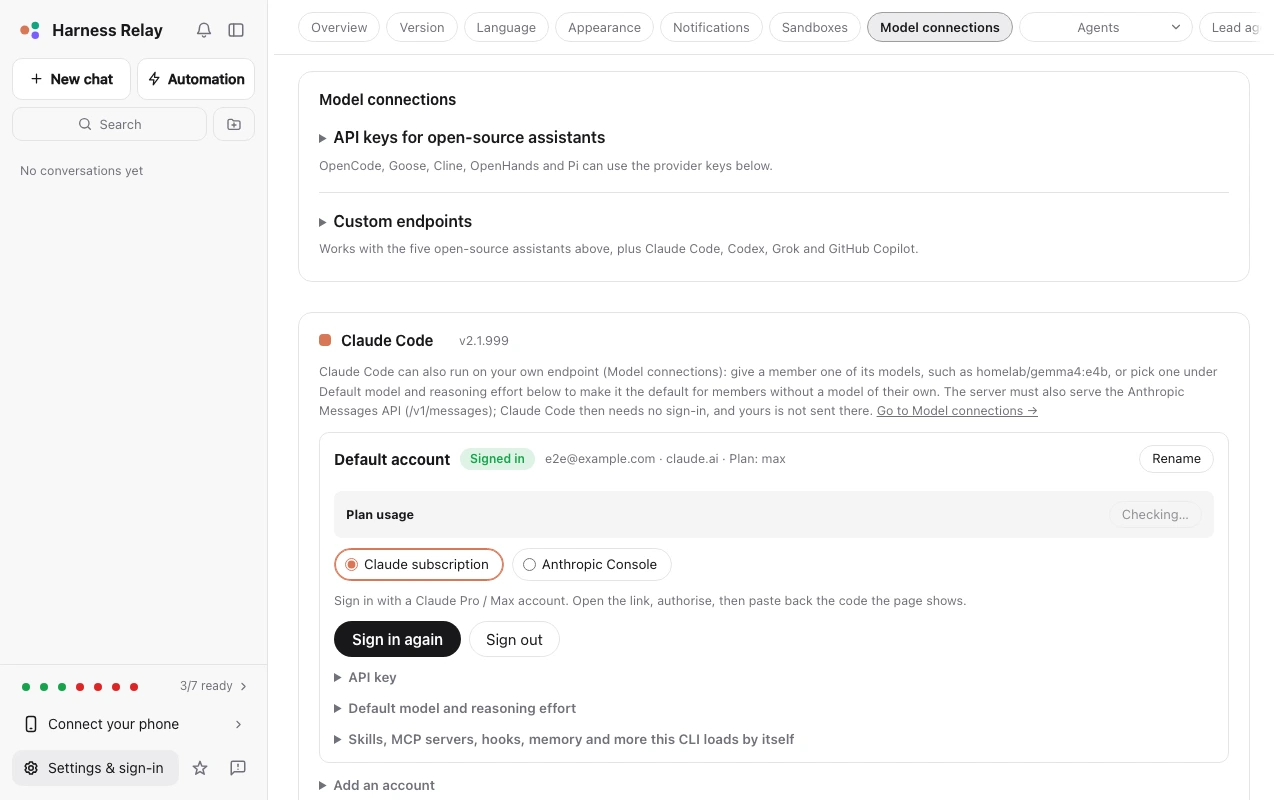 Harness Relay
New chat
Automation
Search
No conversations yet
3/7 ready
Connect your phone
Settings & sign-in
Overview
Version
Language
Appearance
Notifications
Sandboxes
Model connections
Agents
Lead ag
Model connections
API keys for open-source assistants
OpenCode, Goose, Cline, OpenHands and Pi can use the provider keys below.
Custom endpoints
Works with the five open-source assistants above, plus Claude Code, Codex, Grok and GitHub Copilot.
Claude Code v2.1.999
Claude Code can also run on your own endpoint (Model connections): give a member one of its models, such as homelab/gemma4:e4b, or pick one under
Default model and reasoning effort below to make it the default for members without a model of their own. The server must also serve the Anthropic
Messages API (/v1/messages); Claude Code then needs no sign-in, and yours is not sent there. Go to Model connections →
Default account Signed in e2e@example.com · claude.ai · Plan: max Rename
Plan usage Checking…
Claude subscription Anthropic Console
Sign in with a Claude Pro / Max account. Open the link, authorise, then paste back the code the page shows.
Sign in again Sign out
API key
Default model and reasoning effort
Skills, MCP servers, hooks, memory and more this CLI loads by itself
Add an account